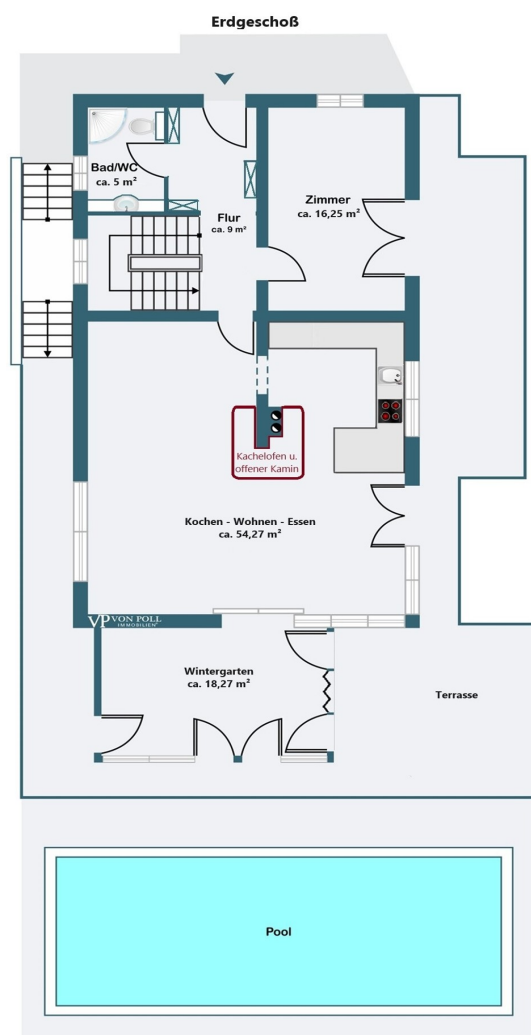 Erdgeschoß
Bad/WC
ca. 5 m²
Zimmer
ca. 16,25 m²
Flur
ca. 9 m²
Kachelofen u.
offener Kamin
Kochen - Wohnen - Essen
ca. 54,27 m²
VP VON POLL
IMMOBILIEN®
Wintergarten
ca. 18,27 m²
Terrasse
Pool